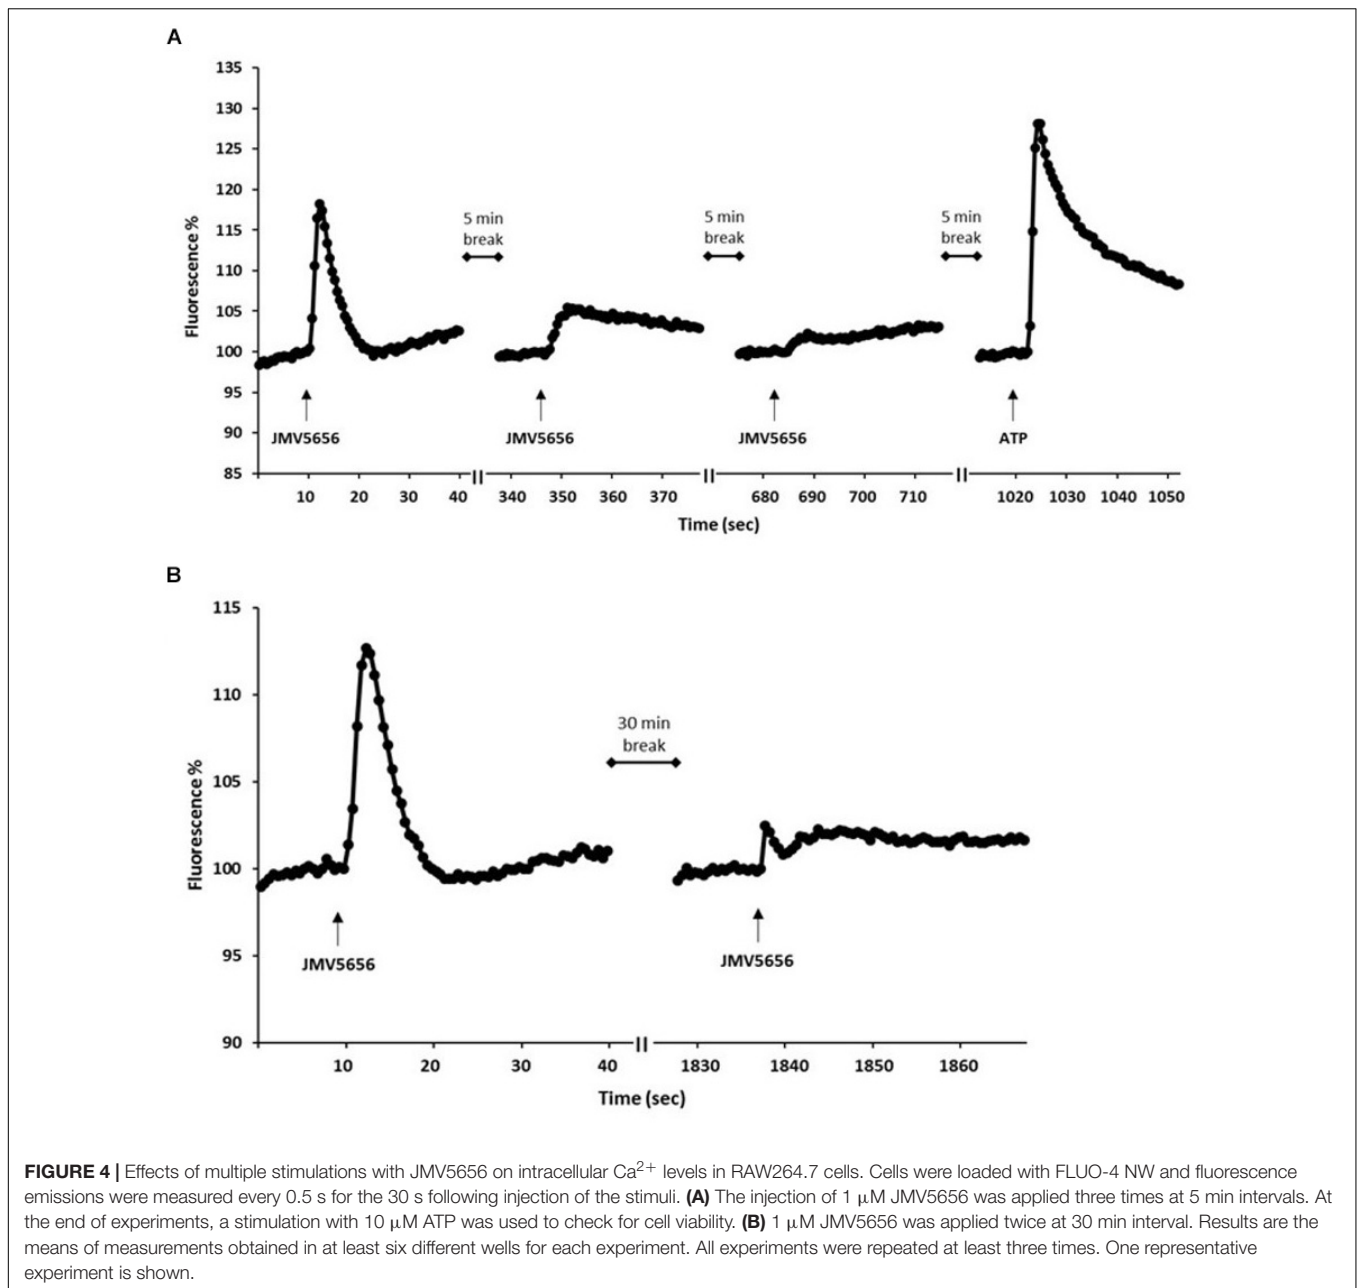 A
135
130
125
120
115
110
105
100
95
90
85
Fluorescence %
5 min
break
5 min
break
5 min
break
JMV5656
JMV5656
JMV5656
ATP
10 20 30 40 340 350 360 370 680 690 700 710 1020 1030 1040 1050
Time (sec)
B
115
110
105
100
95
90
Fluorescence %
30 min
break
JMV5656
JMV5656
10 20 30 40 1830 1840 1850 1860
Time (sec)
FIGURE 4 | Effects of multiple stimulations with JMV5656 on intracellular Ca²⁺ levels in RAW264.7 cells. Cells were loaded with FLUO-4 NW and fluorescence
emissions were measured every 0.5 s for the 30 s following injection of the stimuli. (A) The injection of 1 μM JMV5656 was applied three times at 5 min intervals. At
the end of experiments, a stimulation with 10 μM ATP was used to check for cell viability. (B) 1 μM JMV5656 was applied twice at 30 min interval. Results are the
means of measurements obtained in at least six different wells for each experiment. All experiments were repeated at least three times. One representative
experiment is shown.